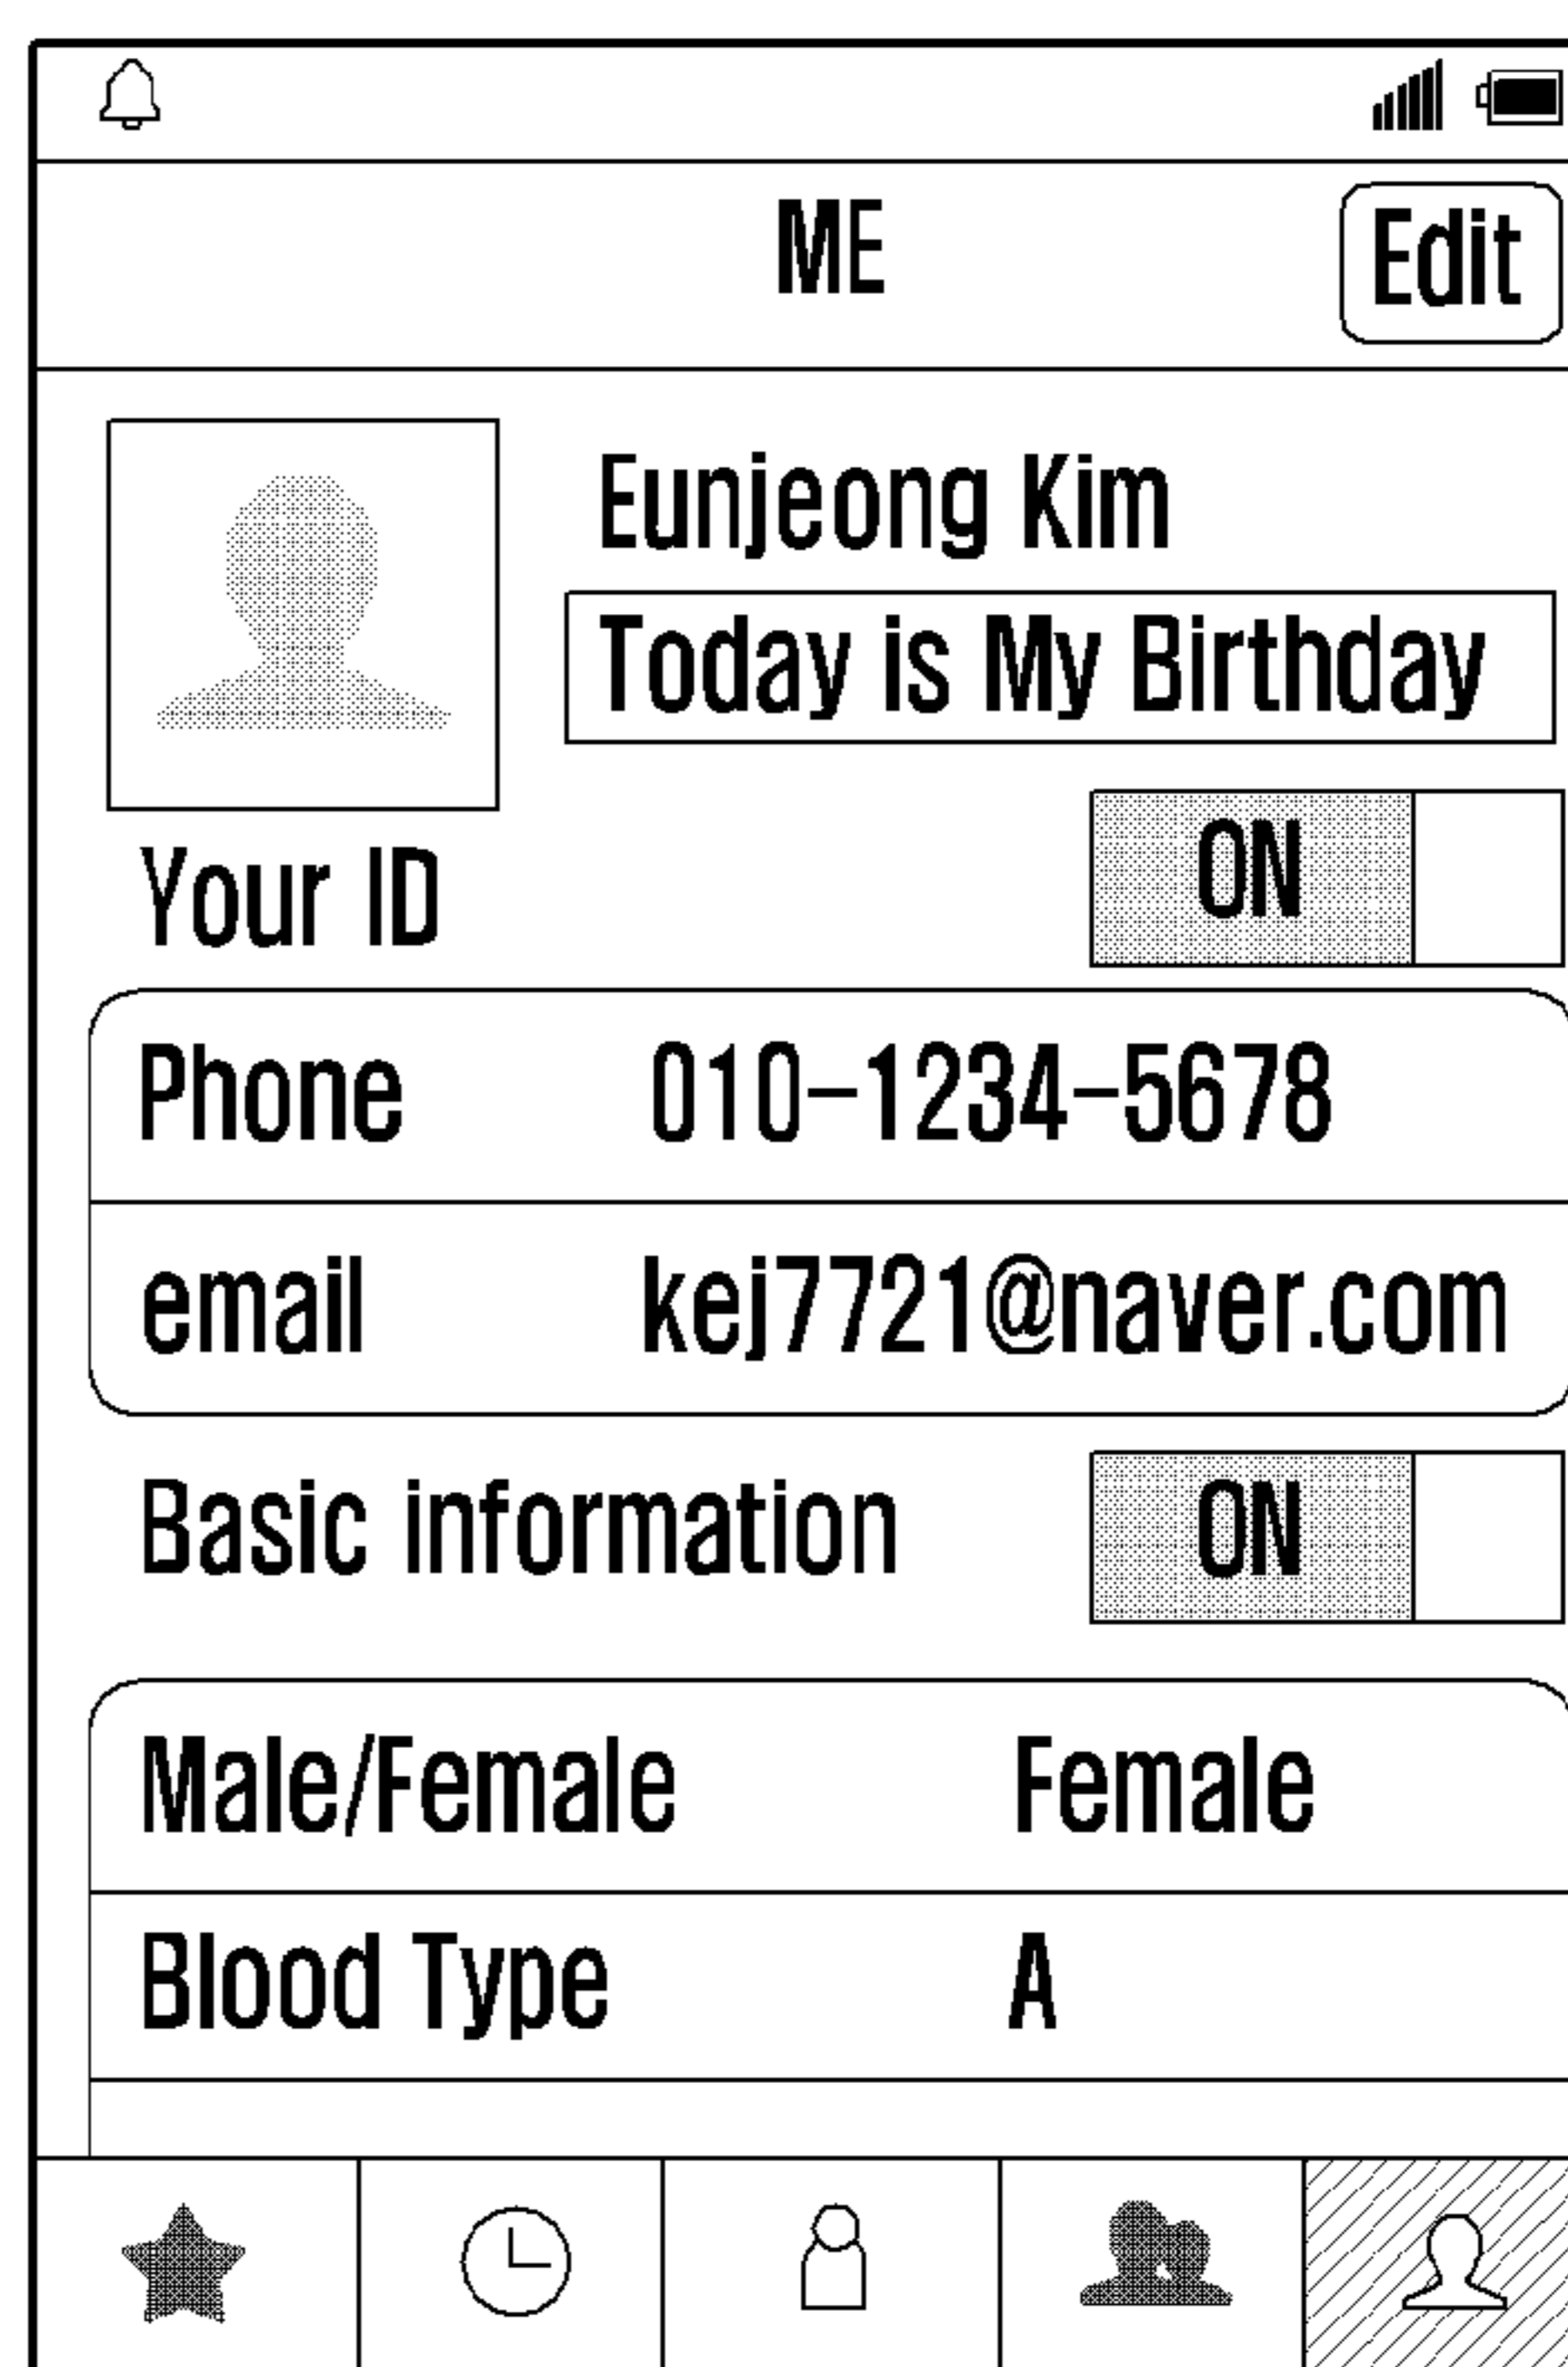 ME
Edit
Eunjeong Kim
Today is My Birthday
Your ID
ON
Phone 010-1234-5678
email kej7721@naver.com
Basic information
ON
Male/Female Female
Blood Type A